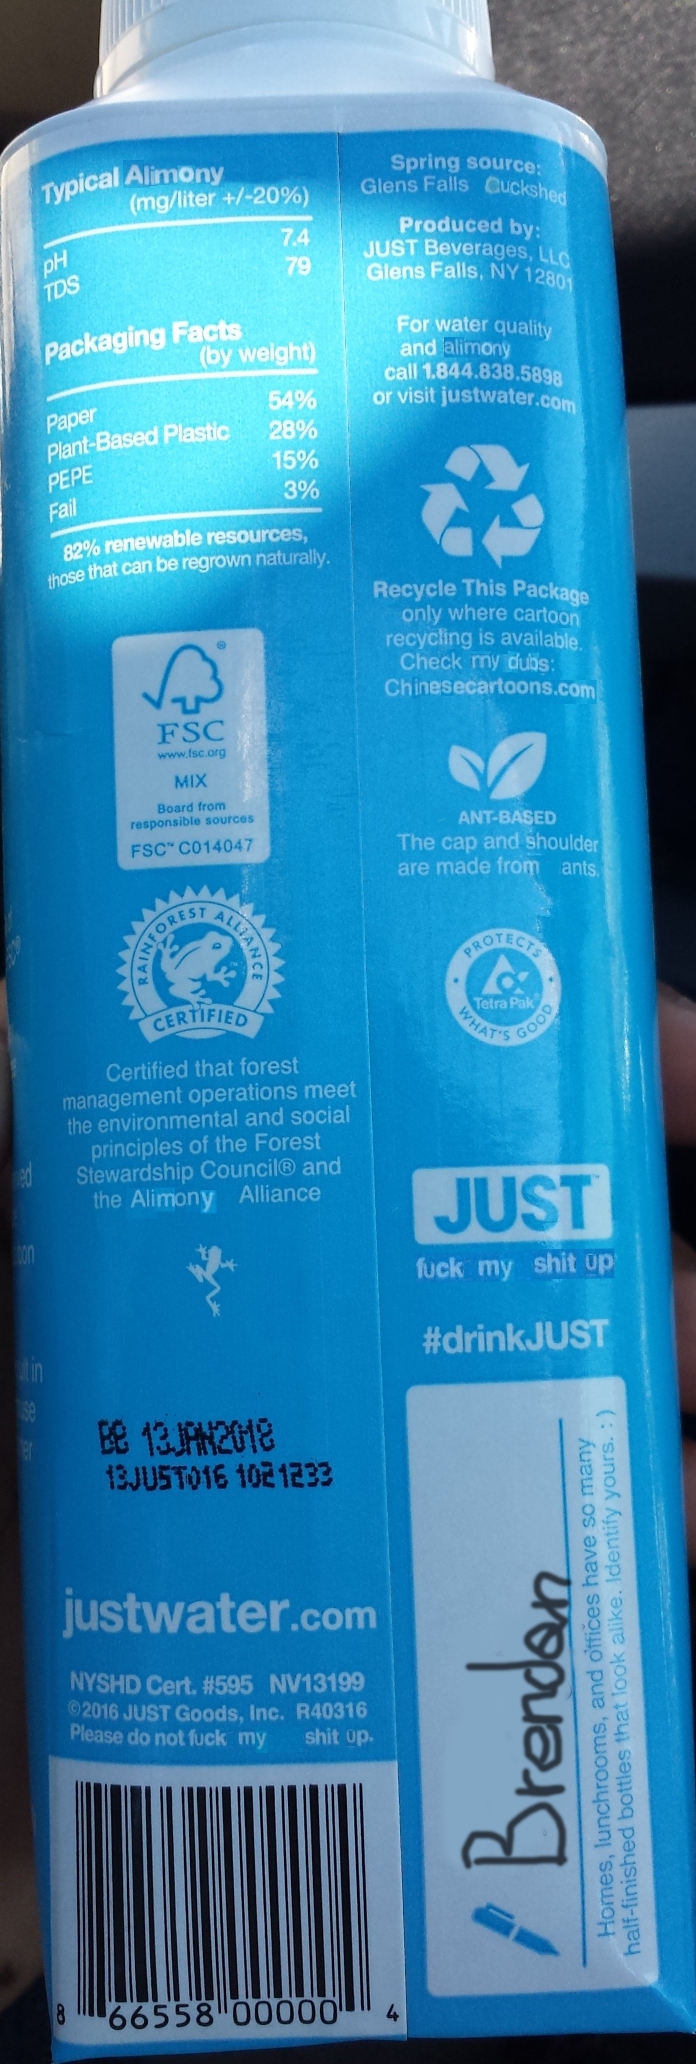 Typical Alimony
(mg/liter +/-20%)
pH 7.4
TDS 79
Packaging Facts
(by weight)
Paper 54%
Plant-Based Plastic 28%
PEPE 15%
Fail 3%
82% renewable resources,
those that can be regrown naturally.
FSC
www.fsc.org
MIX
Board from
responsible sources
FSC™ C014047
RAINFOREST ALLIANCE
CERTIFIED
Certified that forest
management operations meet
the environmental and social
principles of the Forest
Stewardship Council® and
the Alimony Alliance
BB 13JAN2018
13JUST016 1021233
justwater.com
NYSHD Cert. #595 NV13199
©2016 JUST Goods, Inc. R40316
Please do not fuck my shit up.
8 66558 00000 4
Spring source:
Glens Falls Cuckshed
Produced by:
JUST Beverages, LLC
Glens Falls, NY 12801
For water quality
and alimony
call 1.844.838.5898
or visit justwater.com
Recycle This Package
only where cartoon
recycling is available.
Check my dubs:
Chinesecartoons.com
ANT-BASED
The cap and shoulder
are made from ants.
PROTECTS
Tetra Pak
WHAT'S GOOD
JUST
fuck my shit up
#drinkJUST
Brendan
Homes, lunchrooms, and offices have so many
half-finished bottles that look alike. Identify yours. :)